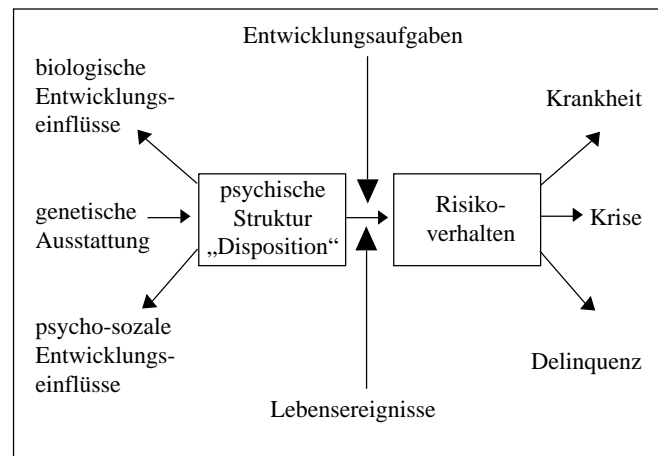 Entwicklungsaufgaben
biologische
Entwicklungs-
einflüsse
Krankheit
genetische
Ausstattung
psychische
Struktur
„Disposition“
Risiko-
verhalten
Krise
psycho-sozale
Entwicklungs-
einflüsse
Delinquenz
Lebensereignisse